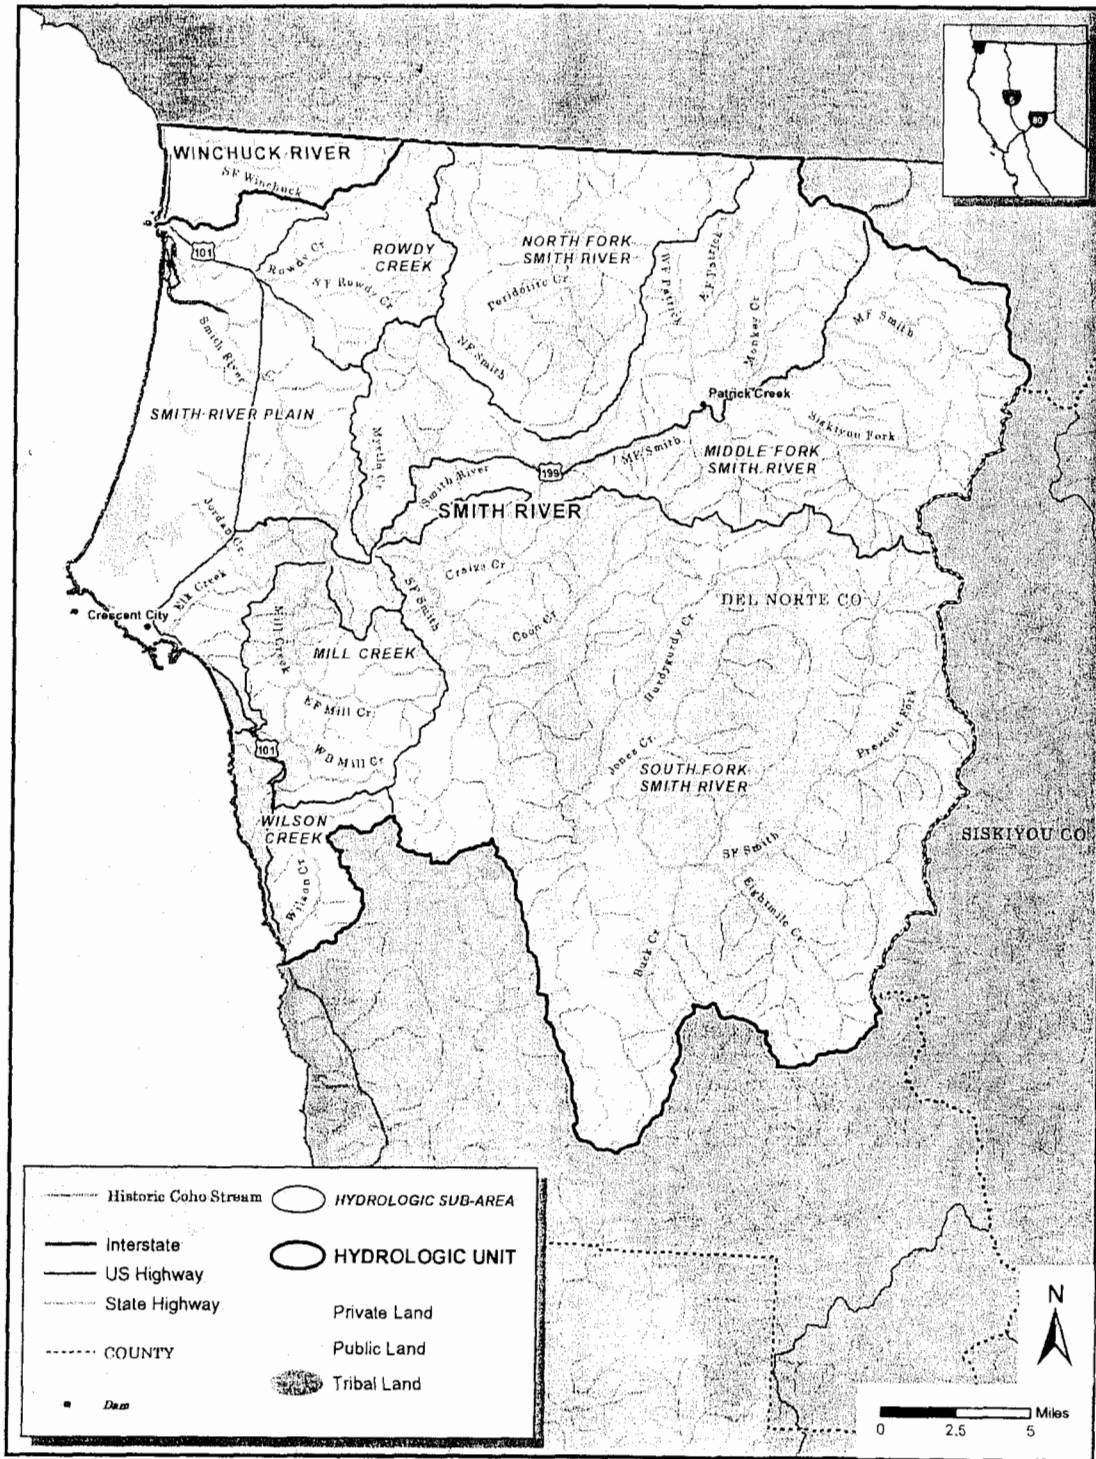 5
80
WINCHUCK RIVER
SF Winchuck
101
Rowdy Cr
ROWDY
CREEK
SF Rowdy Cr
NORTH FORK
SMITH RIVER
Peridotite Cr
WF Patrick
Monkey Cr
MF Smith
Smith River
NF Smith
Patrick Creek
SMITH RIVER PLAIN
Siskiyou Fork
Myrtle Cr
MF Smith
MIDDLE FORK
SMITH RIVER
Smith River
199
SMITH RIVER
Jordan Cr
Craigs Cr
Elk Creek
SF Smith
DEL NORTE CO
Crescent City
Mill Creek
Coon Cr
Hurdygurdy Cr
MILL CREEK
EF Mill Cr
Prescott Fork
101
WB Mill Cr
Jones Cr
SOUTH FORK
SMITH RIVER
WILSON
CREEK
SISKIYOU CO
SF Smith
Wilson Cr
Eightmile Cr
Buck Cr
Historic Coho Stream
HYDROLOGIC SUB-AREA
Interstate
HYDROLOGIC UNIT
US Highway
State Highway
Private Land
COUNTY
Public Land
Tribal Land
Dam
N
Miles
0 2.5 5